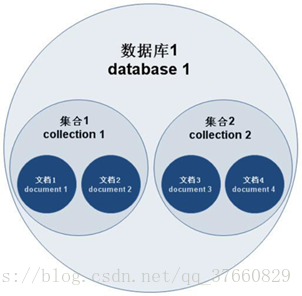 数据库1
database 1
集合1
collection 1
集合2
collection 2
文档1
document 1
文档2
document 2
文档3
document 3
文档4
document 4
s://blog.csdn.net/qq_37660829